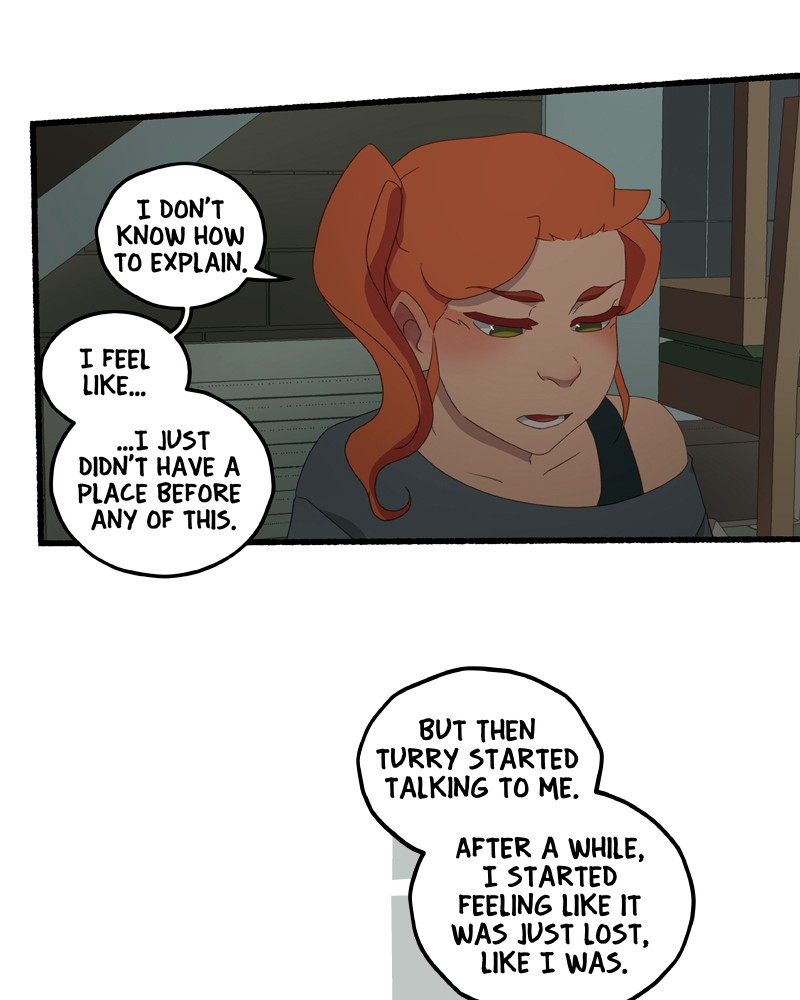 I DON'T
KNOW HOW
TO EXPLAIN.
I FEEL
LIKE...
...I JUST
DIDN'T HAVE A
PLACE BEFORE
ANY OF THIS.
BUT THEN
TURRY STARTED
TALKING TO ME.
AFTER A WHILE,
I STARTED
FEELING LIKE IT
WAS JUST LOST,
LIKE I WAS.